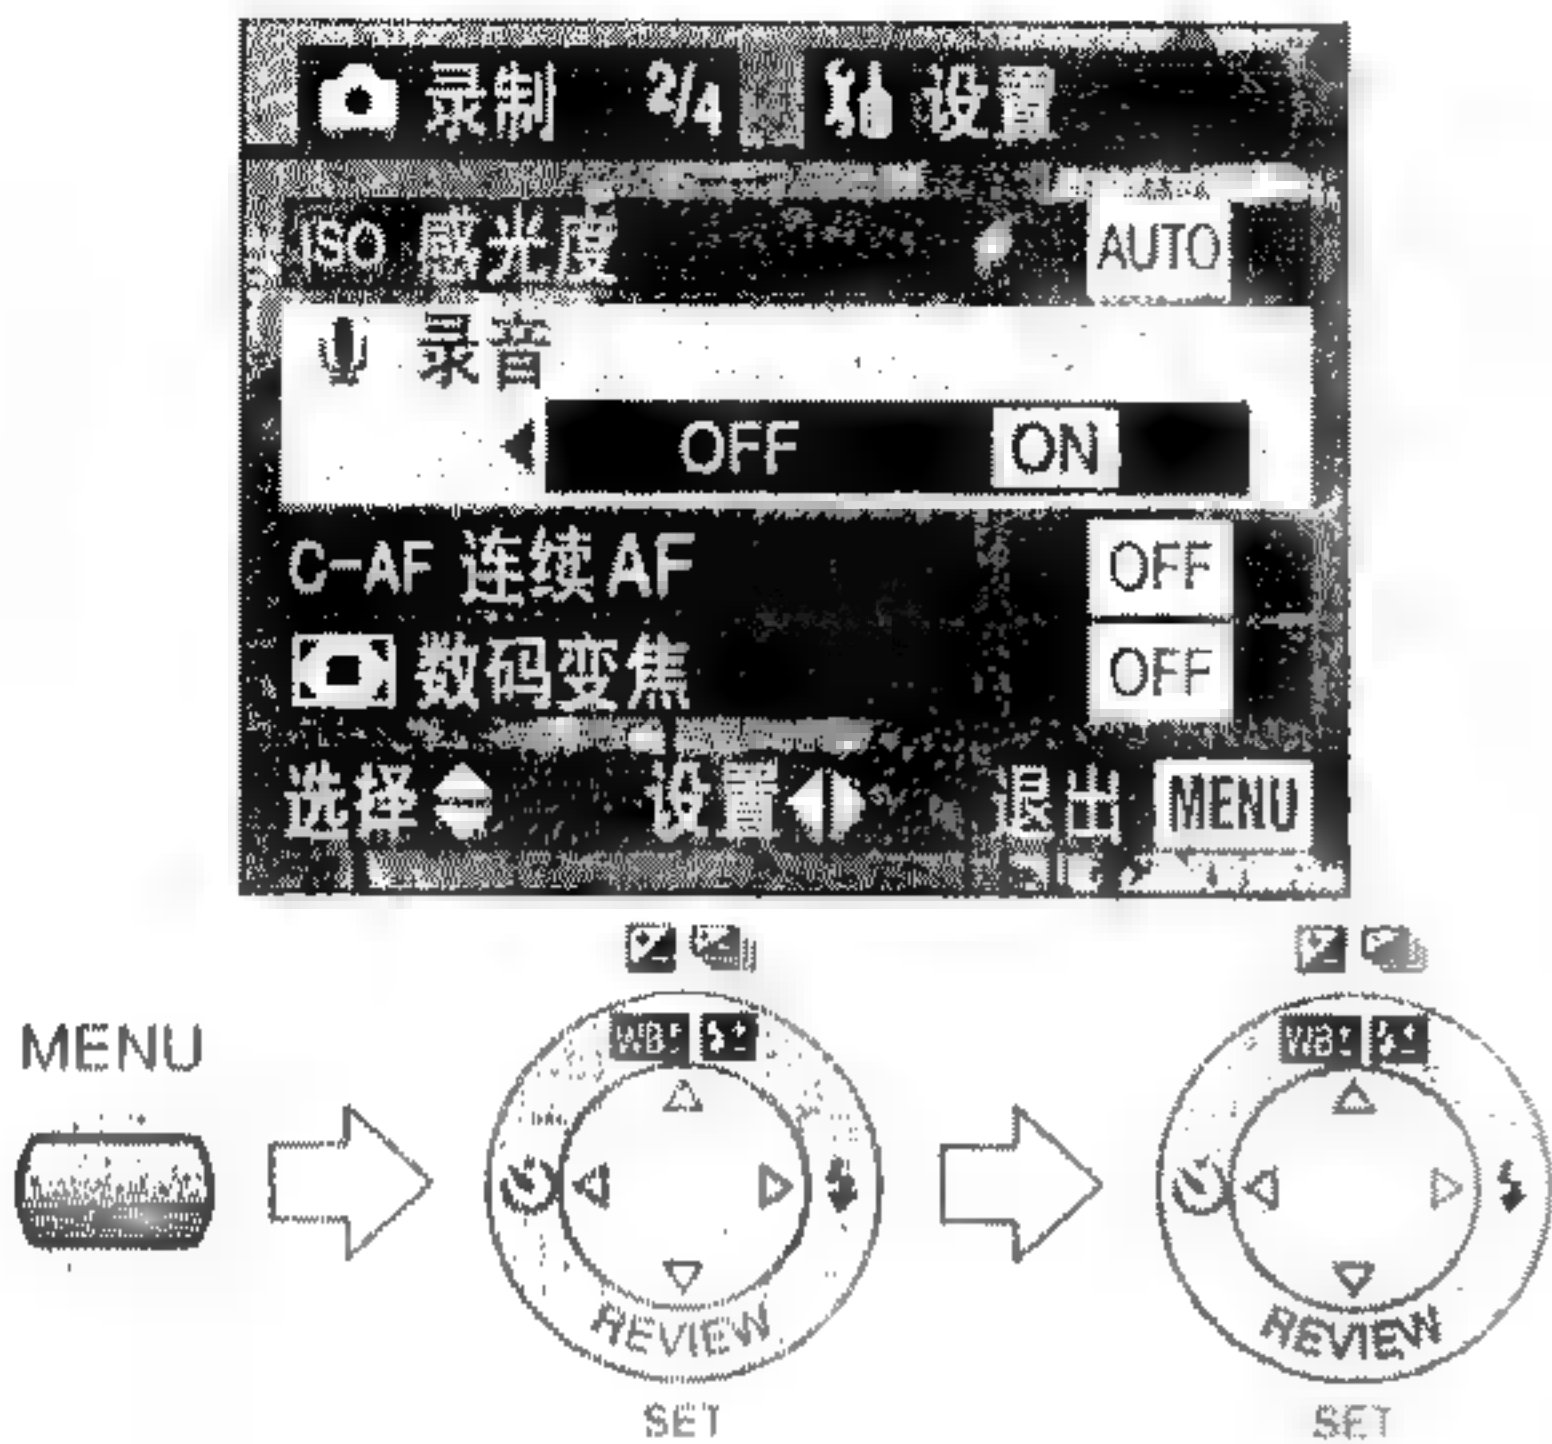 录制 2/4 设置
ISO 感光度 AUTO
录音
OFF ON
C-AF 连续AF OFF
数码变焦 OFF
选择 设置 退出 MENU
MENU
WB± ±
REVIEW
SET
WB± ±
REVIEW
SET